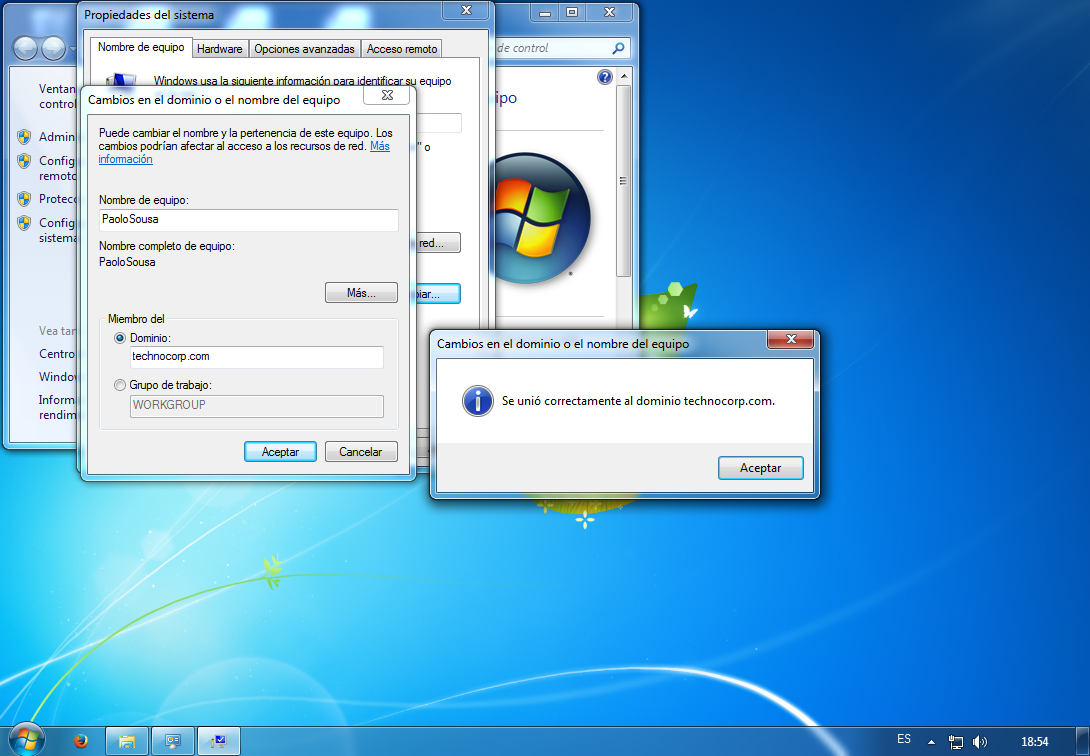 Propiedades del sistema
Nombre de equipo
Hardware
Opciones avanzadas
Acceso remoto
Windows usa la siguiente información para identificar su equipo
de control
Cambios en el dominio o el nombre del equipo
Puede cambiar el nombre y la pertenencia de este equipo. Los
cambios podrían afectar al acceso a los recursos de red. Más
información
Nombre de equipo:
PaoloSousa
Nombre completo de equipo:
PaoloSousa
Más...
Miembro del
Dominio:
technocorp.com
Grupo de trabajo:
WORKGROUP
Aceptar
Cancelar
" o
red...
iar...
ipo
Ventan
control
Admin
Config
remoto
Protecc
Config
sistema
Vea tam
Centro
Window
Inform
rendim
Cambios en el dominio o el nombre del equipo
Se unió correctamente al dominio technocorp.com.
Aceptar
ES
18:54